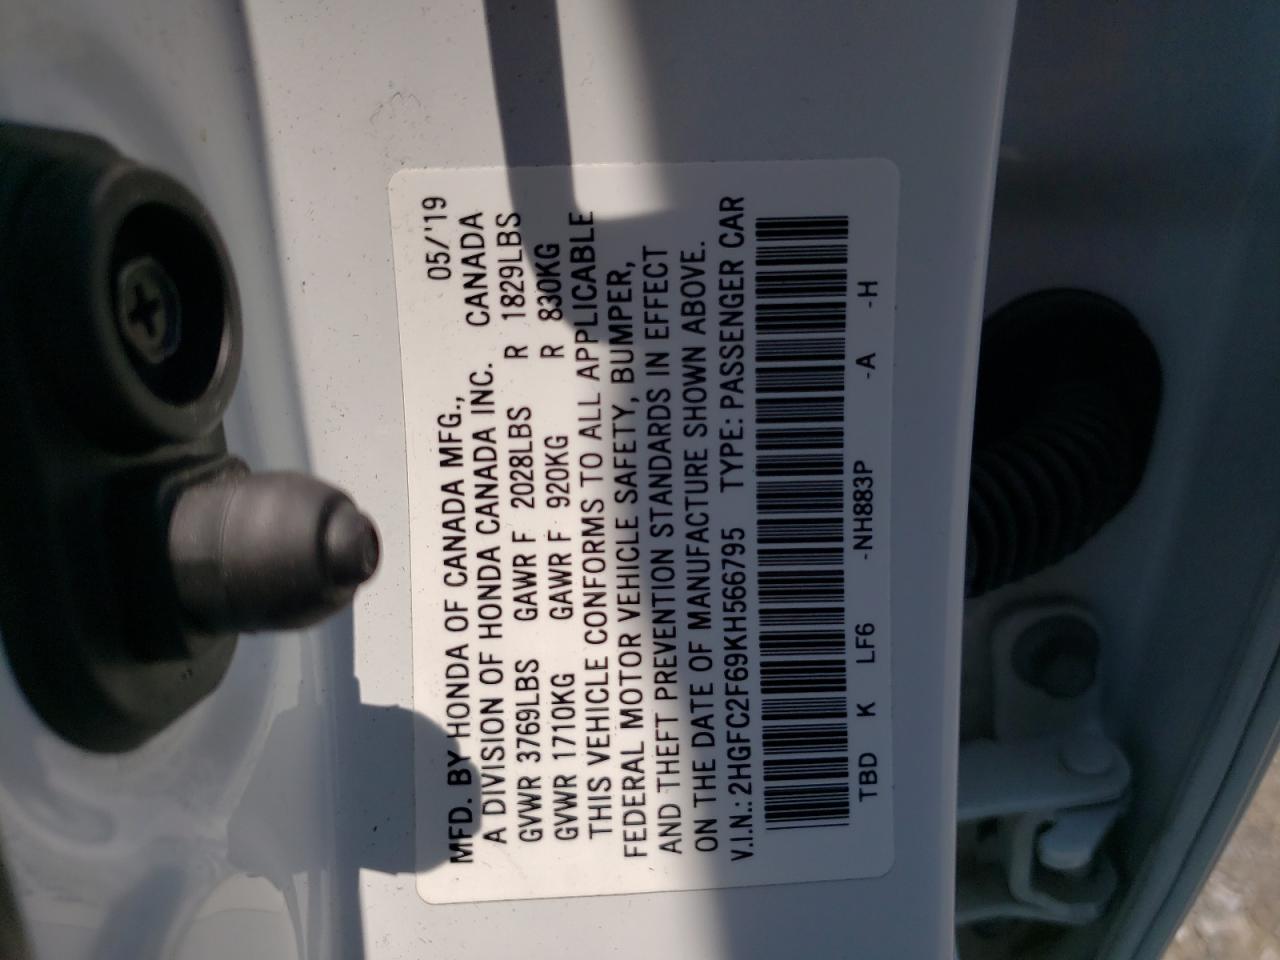 MFD. BY HONDA OF CANADA MFG., 05/'19
A DIVISION OF HONDA CANADA INC. CANADA
GVWR 3769LBS GAWR F 2028LBS R 1829LBS
GVWR 1710KG GAWR F 920KG R 830KG
THIS VEHICLE CONFORMS TO ALL APPLICABLE
FEDERAL MOTOR VEHICLE SAFETY, BUMPER,
AND THEFT PREVENTION STANDARDS IN EFFECT
ON THE DATE OF MANUFACTURE SHOWN ABOVE.
V.I.N.: 2HGFC2F69KH566795 TYPE: PASSENGER CAR
TBD K LF6 -NH883P -A -H